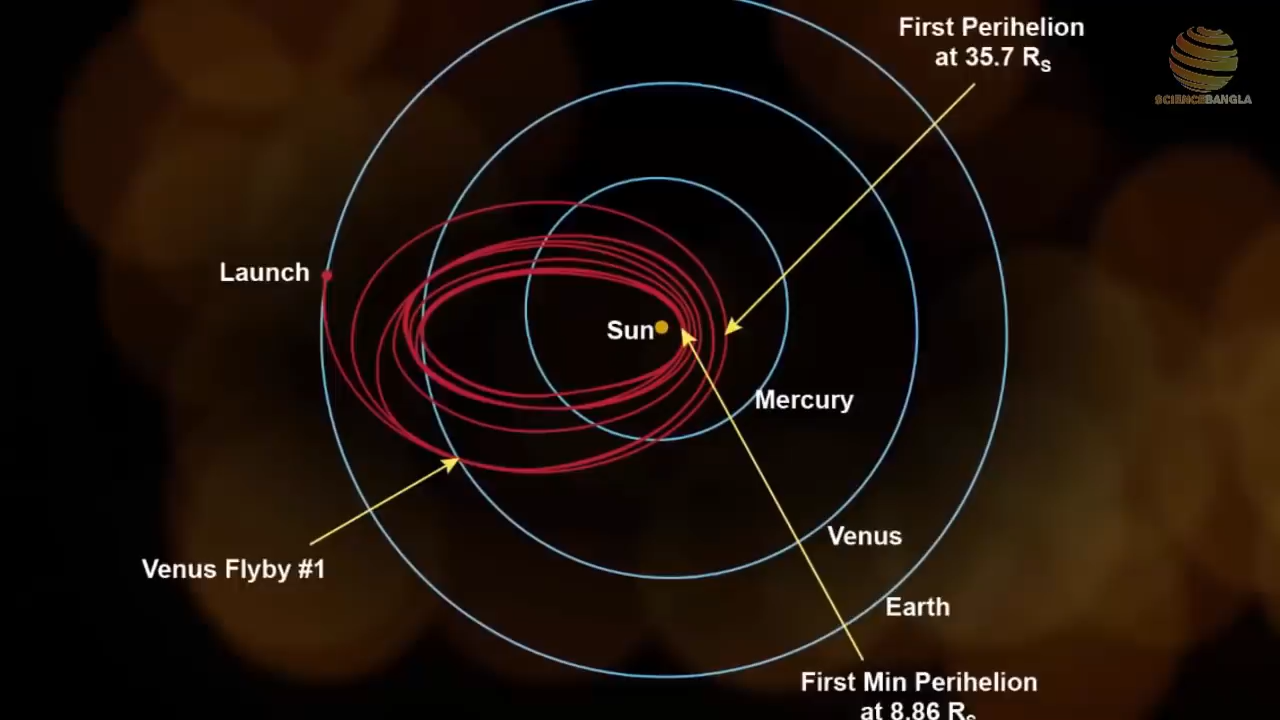 First Perihelion
at 35.7 Rs
SCIENCEBANGLA
Launch
Sun
Mercury
Venus Flyby #1
Venus
Earth
First Min Perihelion
at 8.86 Rs